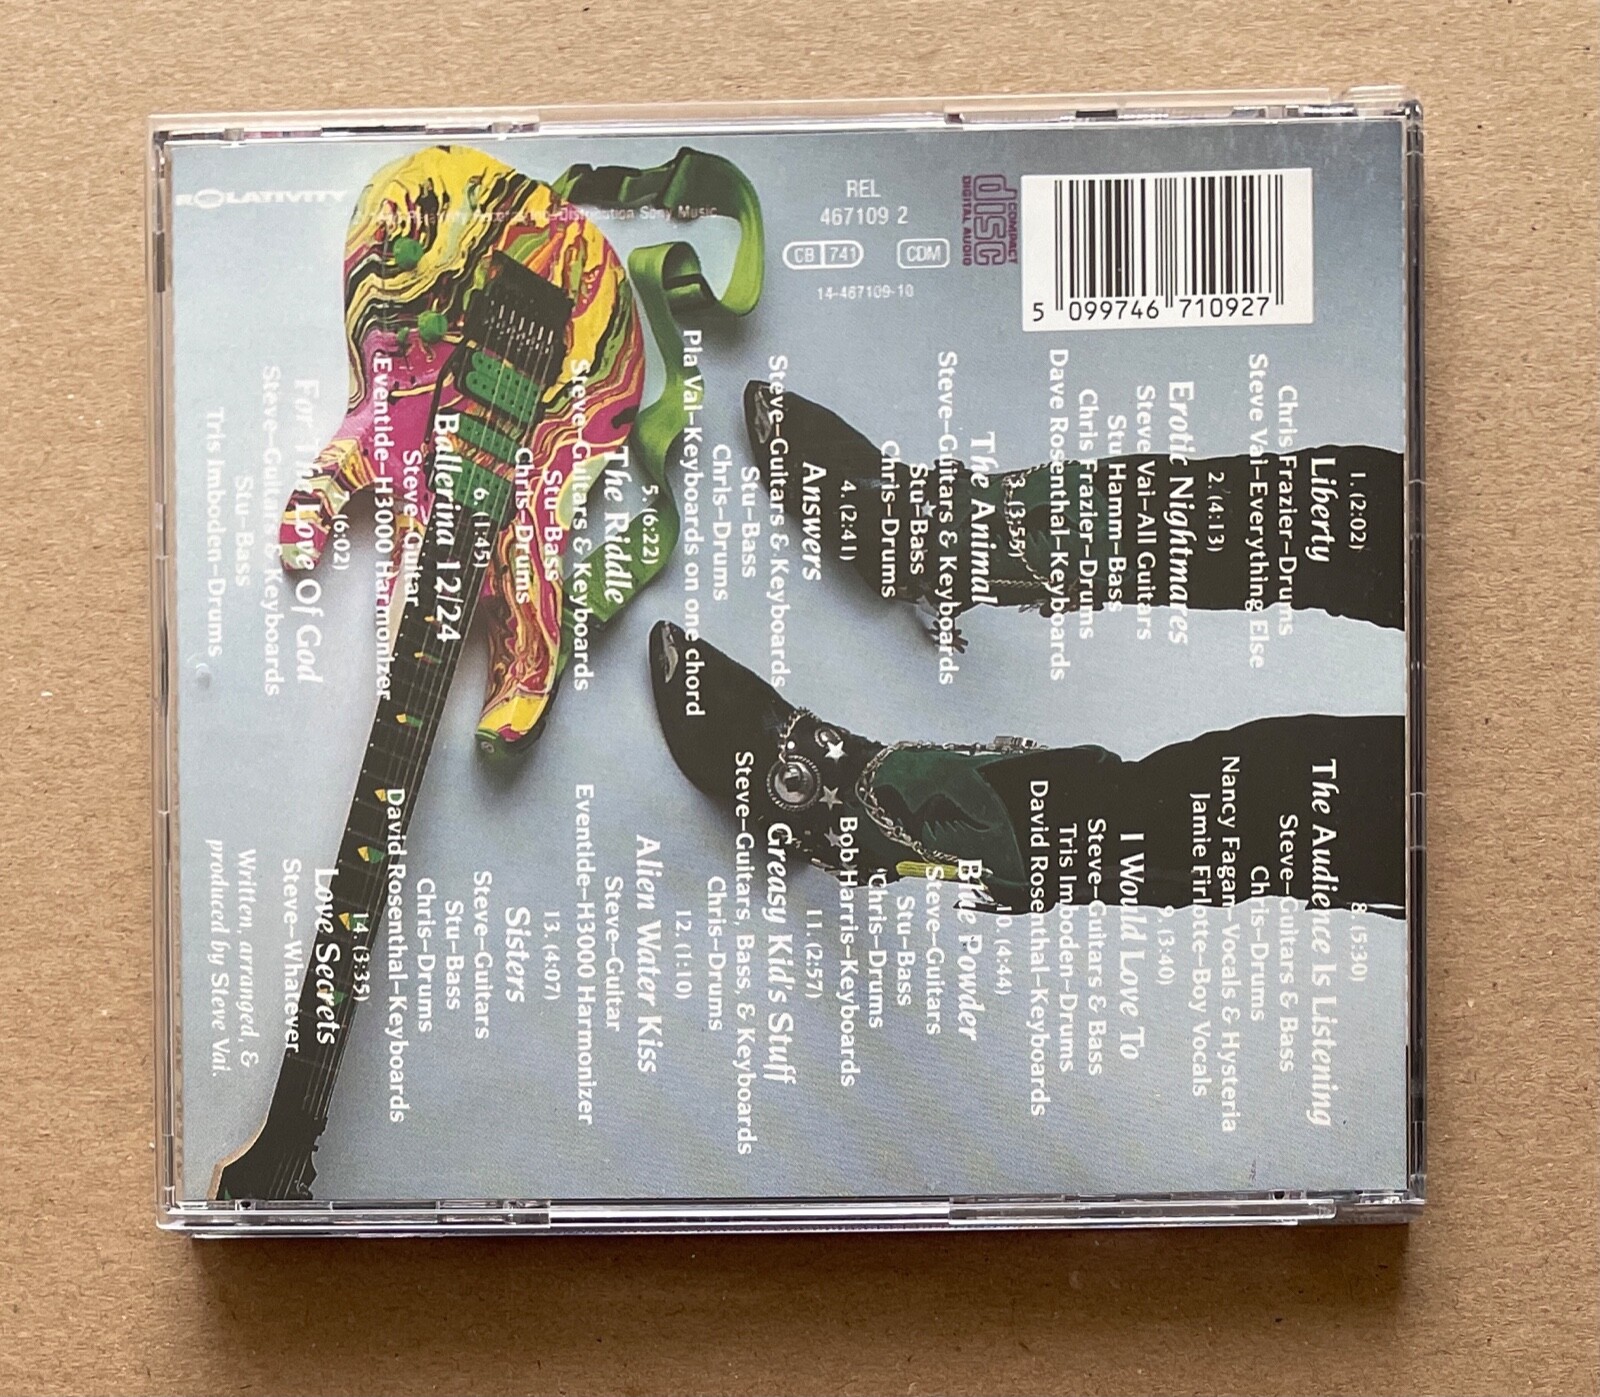 1. (2:02)
Liberty
Chris Frazier–Drums
Steve Vai–Everything Else
2. (4:13)
Erotic Nightmares
Steve Vai–All Guitars
Stu Hamm–Bass
Chris Frazier–Drums
Dave Rosenthal–Keyboards
3. (3:55)
The Animal
Steve–Guitars & Keyboards
Stu–Bass
Chris–Drums
4. (2:41)
Answers
Steve–Guitars & Keyboards
Stu–Bass
Chris–Drums
Pia Vai–Keyboards on one chord
5. (6:22)
The Riddle
Steve–Guitars & Keyboards
Stu–Bass
Chris–Drums
6. (1:45)
Ballerina 12/24
Steve–Guitar
Eventide–H3000 Harmonizer
7. (6:02)
For The Love Of God
Steve–Guitars & Keyboards
Stu–Bass
Tris Imboden–Drums
8. (5:30)
The Audience Is Listening
Steve–Guitars & Bass
Chris–Drums
Nancy Fagan–Vocals & Hysteria
Jamie Firlotte–Boy Vocals
9. (3:40)
I Would Love To
Steve–Guitars & Bass
Tris Imboden–Drums
David Rosenthal–Keyboards
10. (4:44)
Blue Powder
Steve–Guitars
Stu–Bass
Chris–Drums
Bob Harris–Keyboards
11. (2:57)
Greasy Kid's Stuff
Steve–Guitars, Bass, & Keyboards
Chris–Drums
12. (1:10)
Alien Water Kiss
Steve–Guitar
Eventide–H3000 Harmonizer
13. (4:07)
Sisters
Steve–Guitars
Stu–Bass
Chris–Drums
David Rosenthal–Keyboards
14. (3:35)
Love Secrets
Steve–Whatever
Written, arranged, &
produced by Steve Vai.
RELATIVITY
Relativity Records, Inc. Distribution Sony Music
REL
467109 2
CB 741
CDM
14-467109-10
COMPACT
disc
DIGITAL AUDIO
5 099746 710927